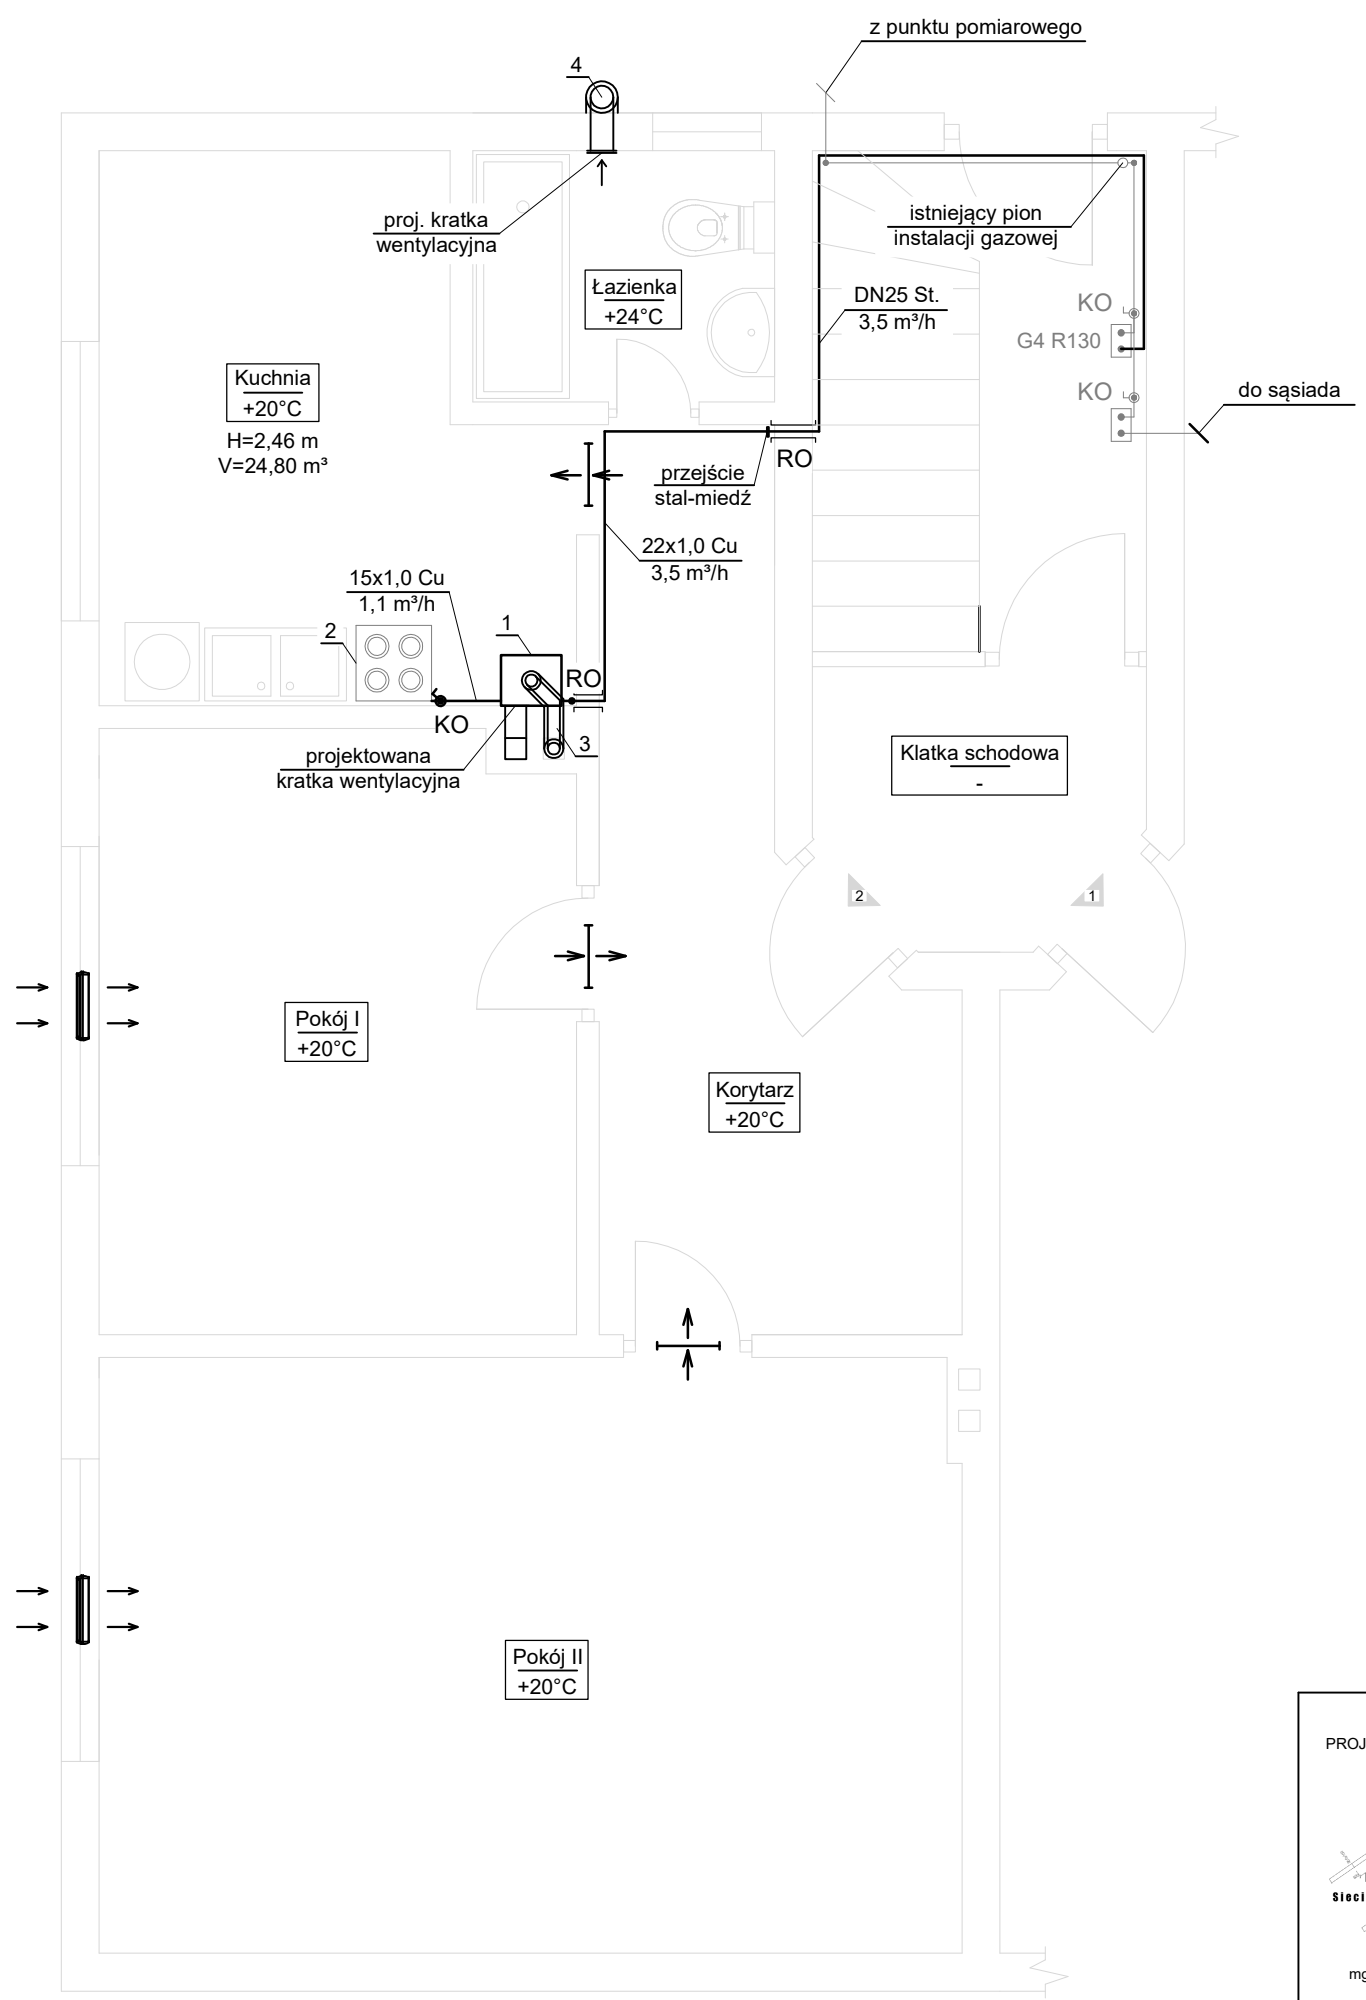 z punktu pomiarowego
4
proj. kratka
wentylacyjna
istniejący pion
instalacji gazowej
Łazienka
+24°C
DN25 St.
3,5 m³/h
KO
G4 R130
Kuchnia
+20°C
H=2,46 m
V=24,80 m³
KO
do sąsiada
RO
przejście
stal-miedź
22x1,0 Cu
3,5 m³/h
15x1,0 Cu
1,1 m³/h
2
1
RO
KO
3
projektowana
kratka wentylacyjna
Klatka schodowa
-
2
1
Pokój I
+20°C
Korytarz
+20°C
Pokój II
+20°C
PROJ
Sieci
mg